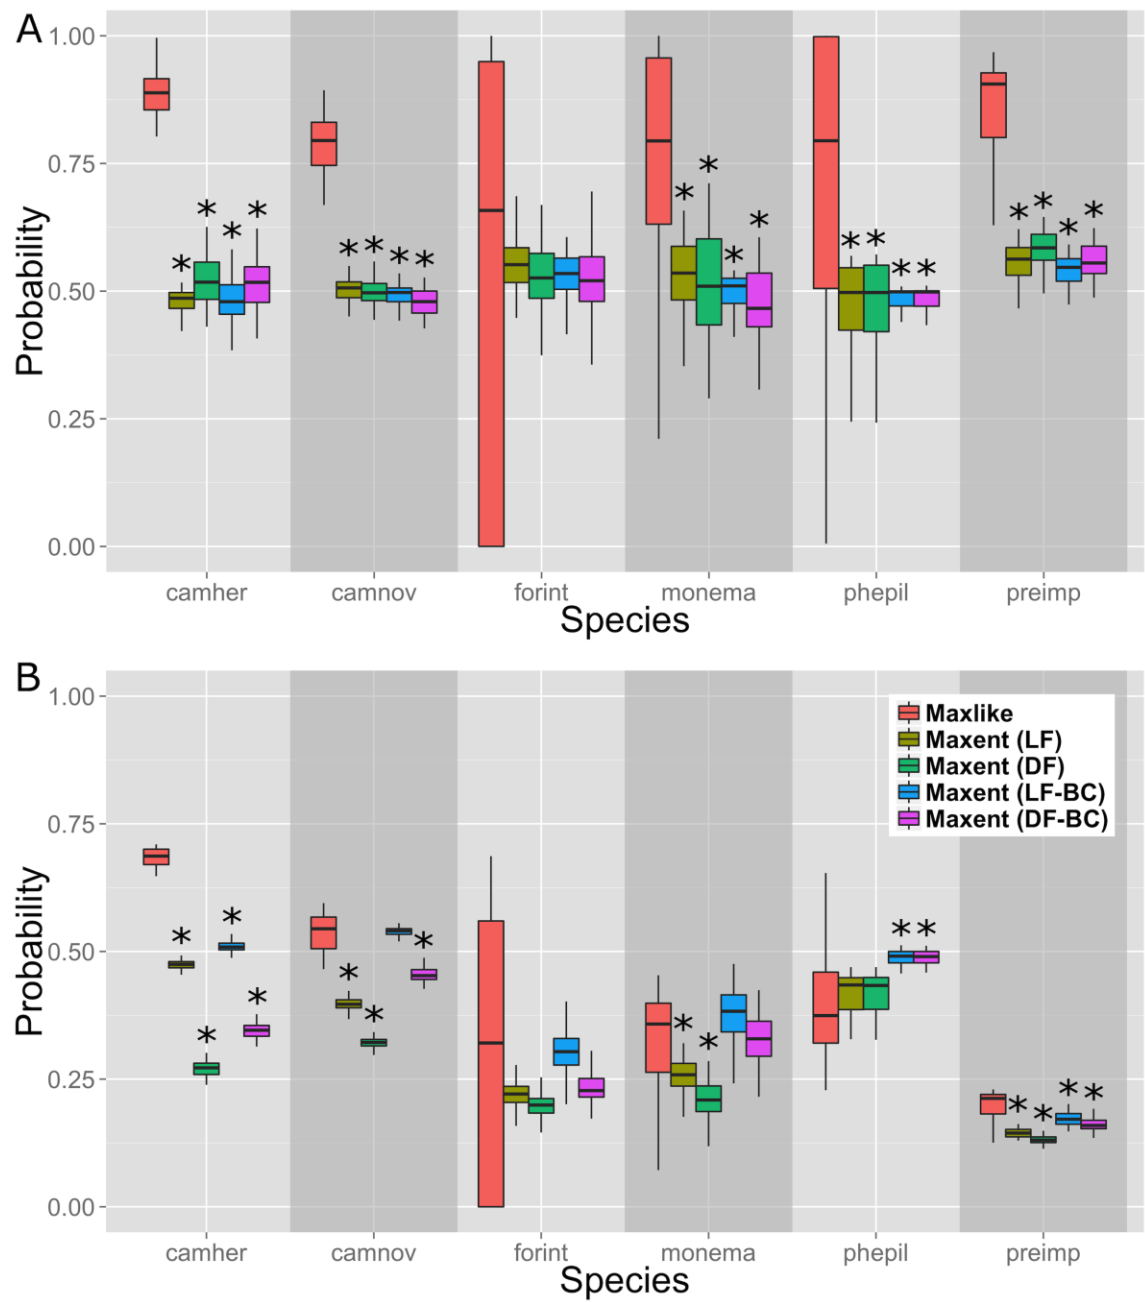 A
1.00
0.75
0.50
0.25
0.00
Probability
* * * *
* * * *
* * * *
* * * *
* * * *
camher camnov forint monema phepil preimp
Species
B
1.00
0.75
0.50
0.25
0.00
Probability
Maxlike
Maxent (LF)
Maxent (DF)
Maxent (LF-BC)
Maxent (DF-BC)
* * * *
* * *
* *
* *
* * * *
camher camnov forint monema phepil preimp
Species